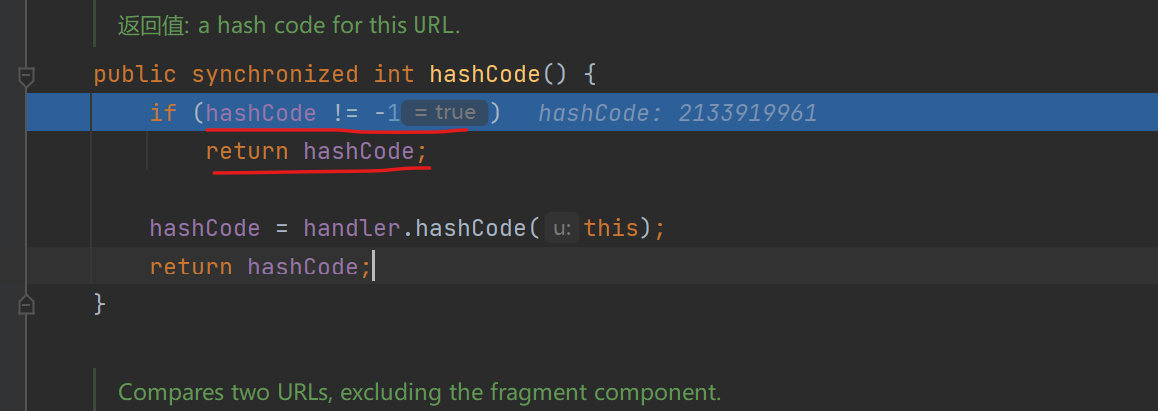 返回值: a hash code for this URL.
public synchronized int hashCode() {
if (hashCode != -1 = true ) hashCode: 2133919961
return hashCode;
hashCode = handler.hashCode( u: this);
return hashCode;
}
Compares two URLs, excluding the fragment component.